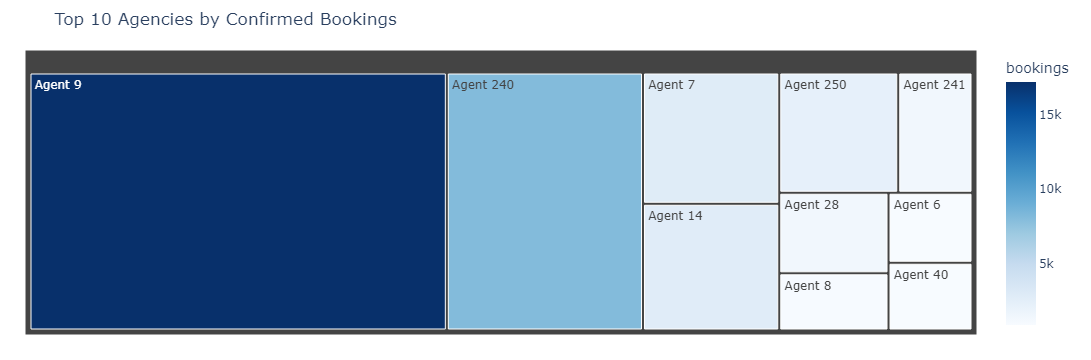 Top 10 Agencies by Confirmed Bookings
Agent 9
Agent 240
Agent 7
Agent 250
Agent 241
Agent 14
Agent 28
Agent 6
Agent 8
Agent 40
bookings
15k
10k
5k